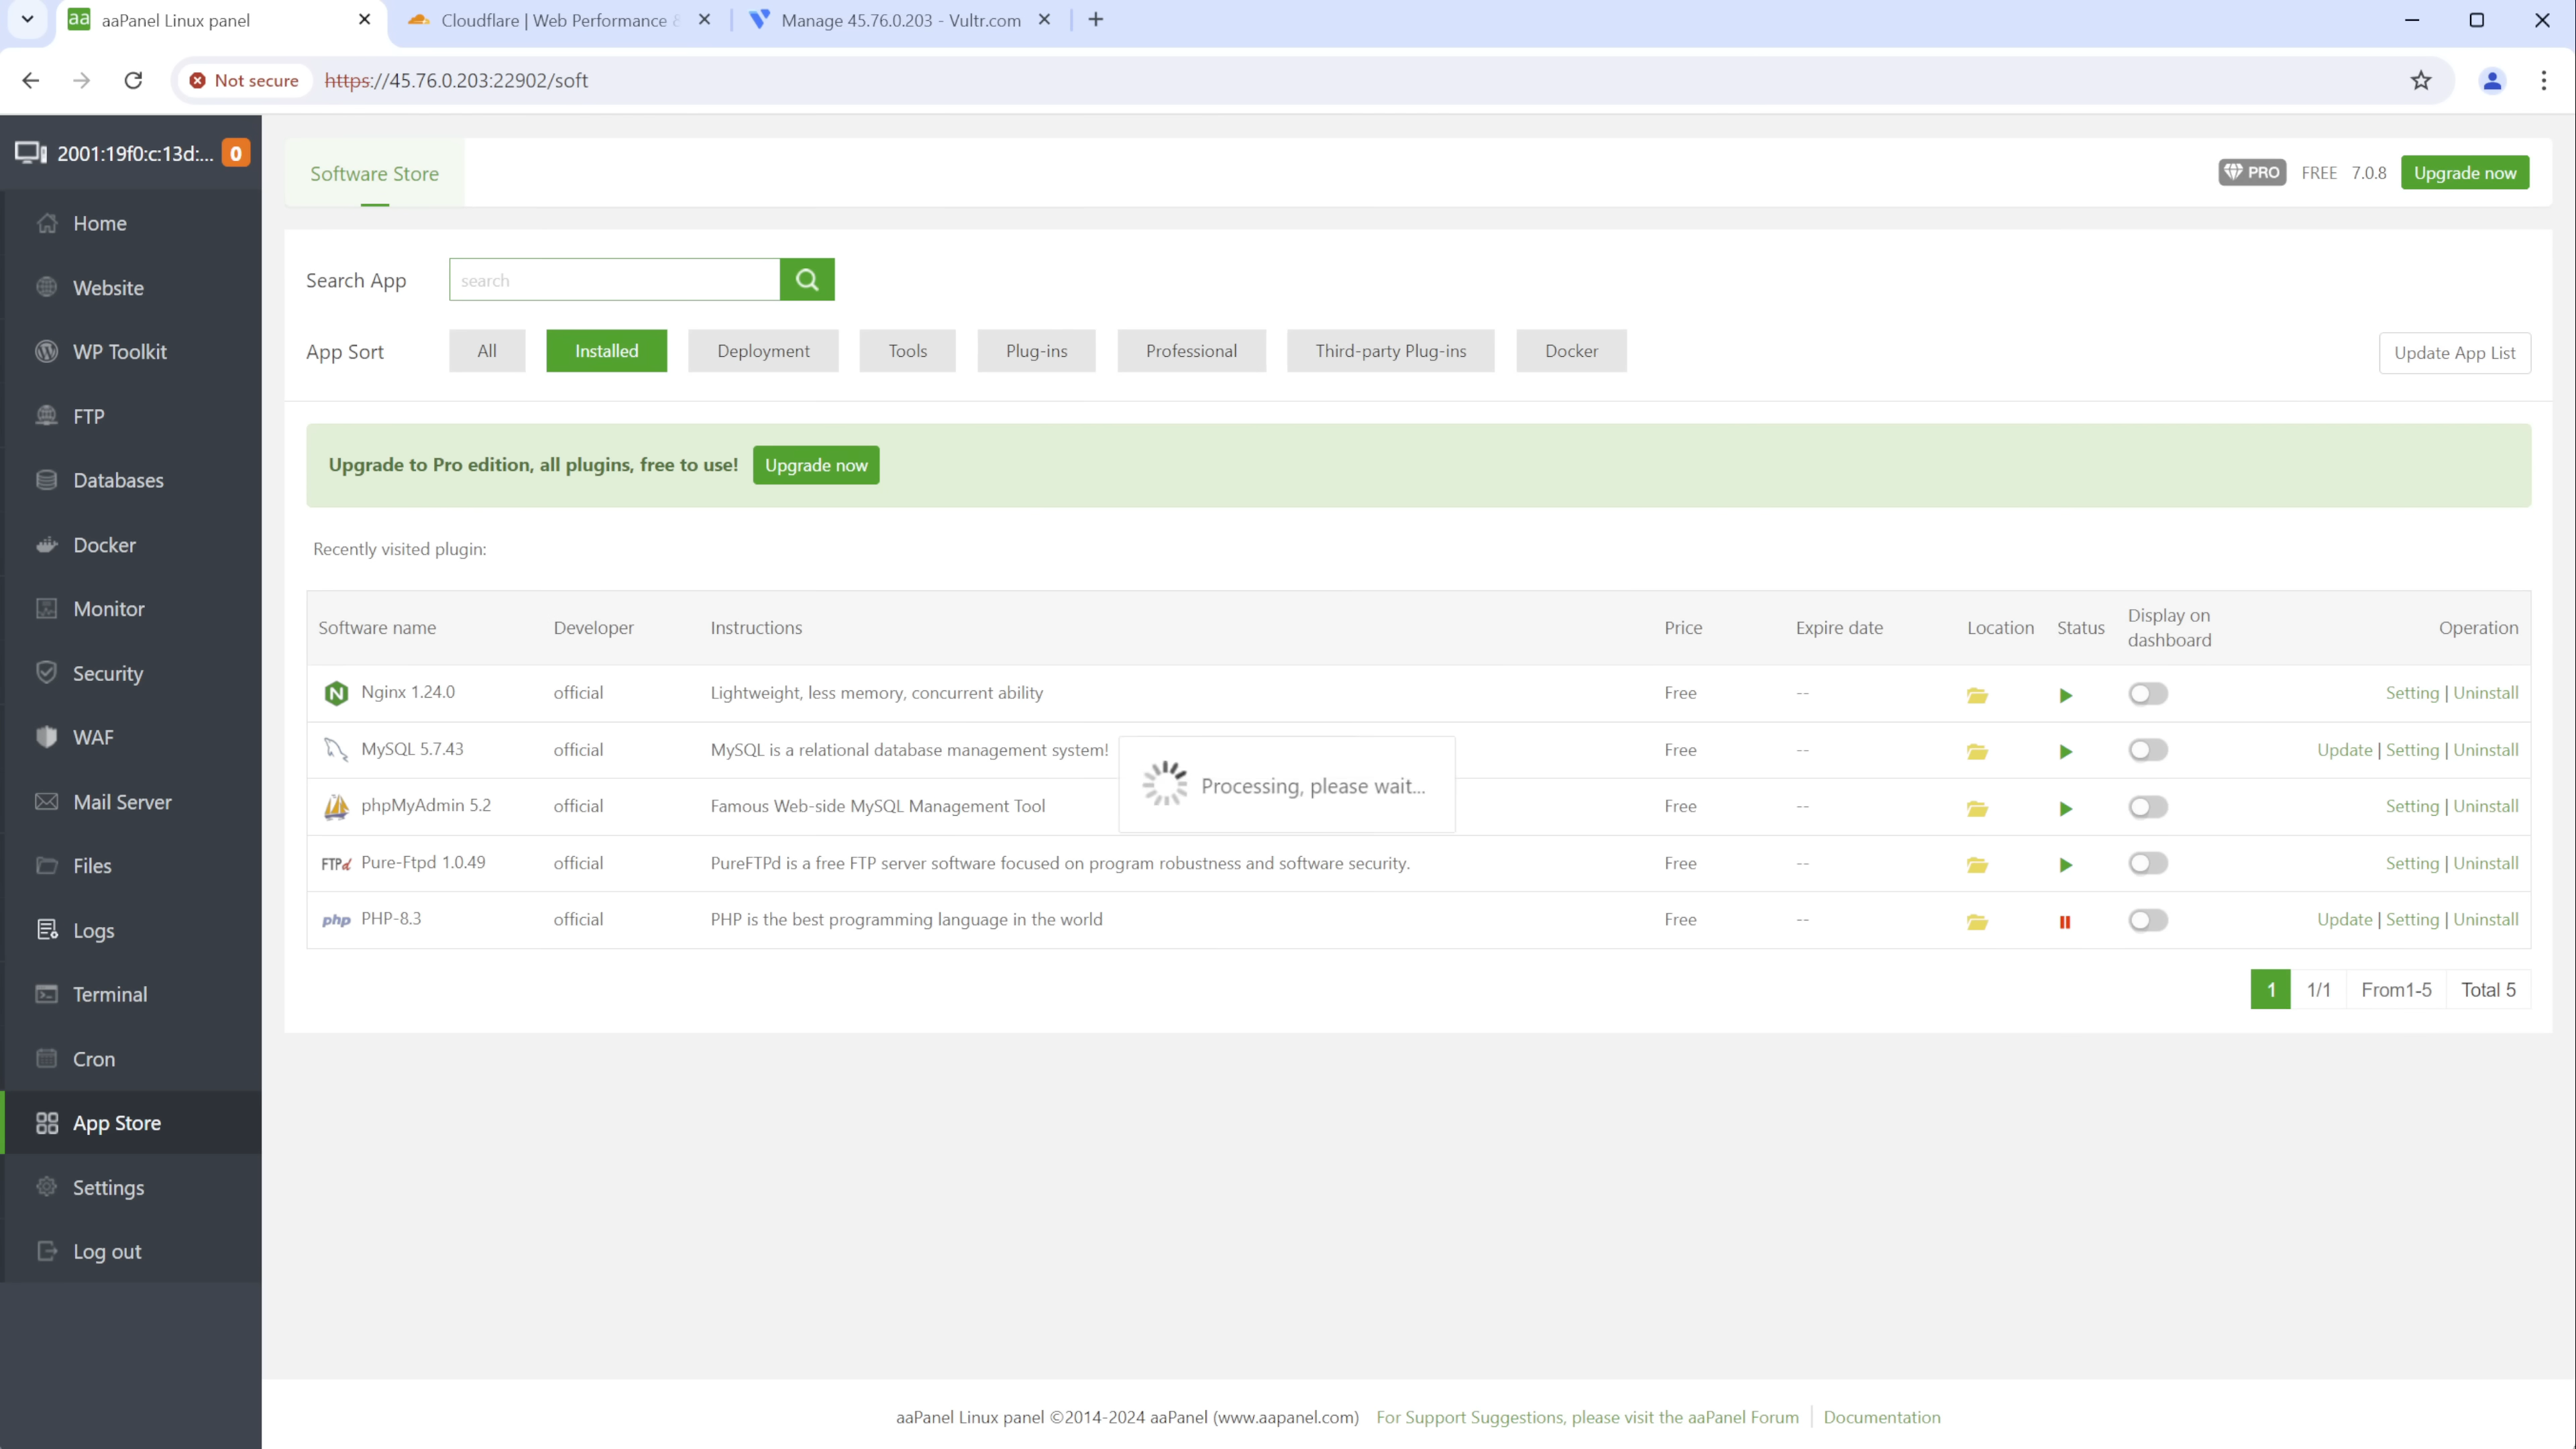 aa aaPanel Linux panel
Cloudflare | Web Performance &
Manage 45.76.0.203 - Vultr.com
Not secure https://45.76.0.203:22902/soft
2001:19f0:c:13d:... 0
Home
Website
WP Toolkit
FTP
Databases
Docker
Monitor
Security
WAF
Mail Server
Files
Logs
Terminal
Cron
App Store
Settings
Log out
Software Store
PRO FREE 7.0.8 Upgrade now
Search App search
App Sort All Installed Deployment Tools Plug-ins Professional Third-party Plug-ins Docker Update App List
Upgrade to Pro edition, all plugins, free to use! Upgrade now
Recently visited plugin:
Software name Developer Instructions Price Expire date Location Status Display on dashboard Operation
Nginx 1.24.0 official Lightweight, less memory, concurrent ability Free -- Setting | Uninstall
MySQL 5.7.43 official MySQL is a relational database management system! Free -- Update | Setting | Uninstall
Processing, please wait...
phpMyAdmin 5.2 official Famous Web-side MySQL Management Tool Free -- Setting | Uninstall
FTPd Pure-Ftpd 1.0.49 official PureFTPd is a free FTP server software focused on program robustness and software security. Free -- Setting | Uninstall
php PHP-8.3 official PHP is the best programming language in the world Free -- Update | Setting | Uninstall
1 1/1 From1-5 Total 5
aaPanel Linux panel ©2014-2024 aaPanel (www.aapanel.com) For Support Suggestions, please visit the aaPanel Forum Documentation